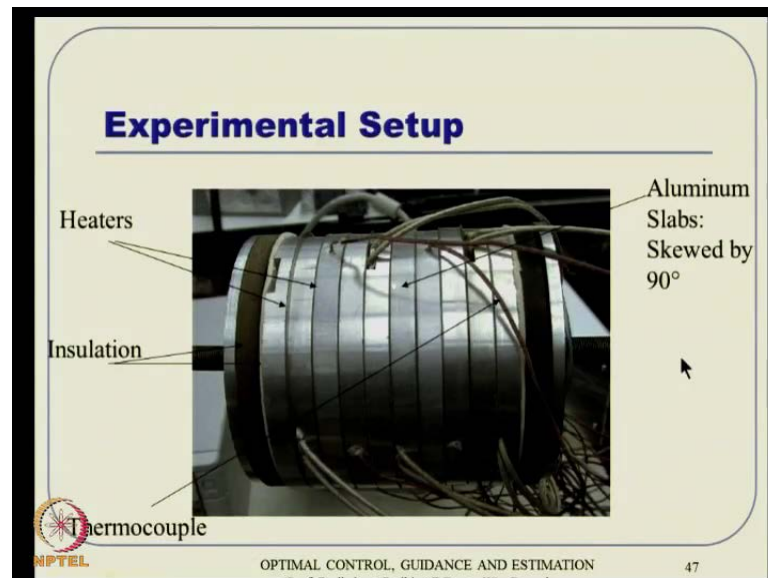 Experimental Setup
Heaters
Insulation
Thermocouple
Aluminum
Slabs:
Skewed by
90°
NPTEL
OPTIMAL CONTROL, GUIDANCE AND ESTIMATION
47